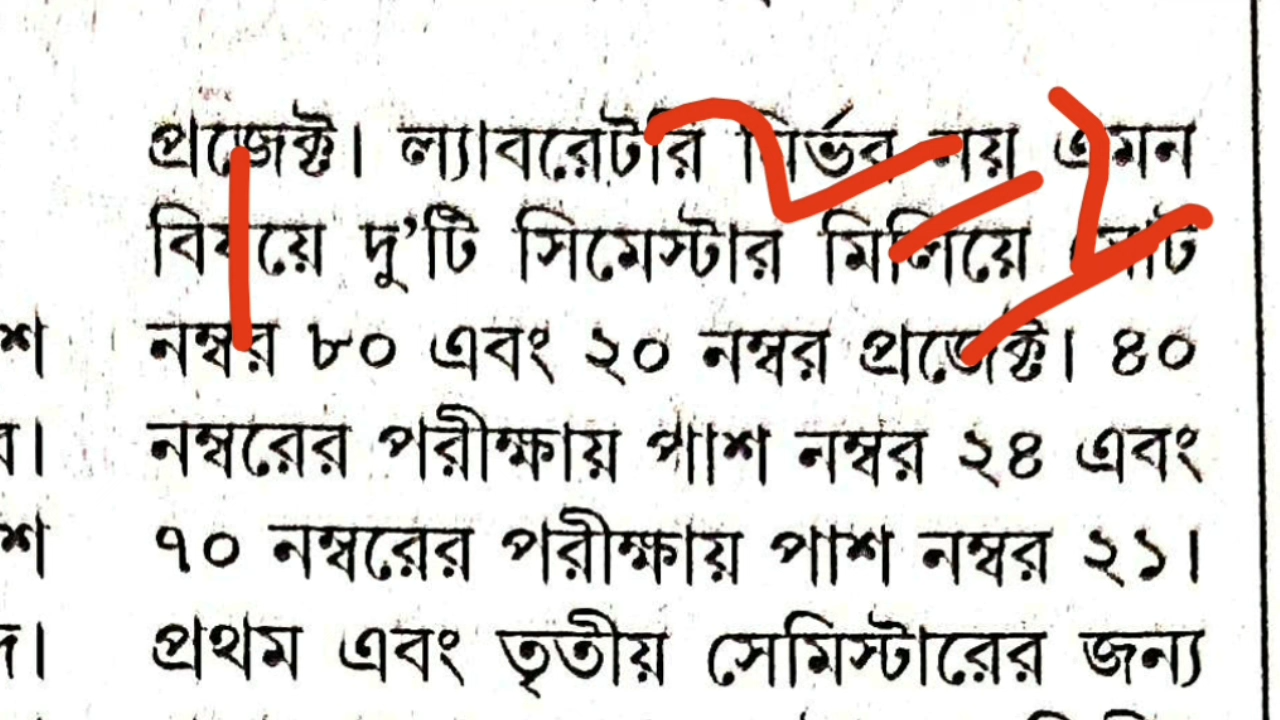 প্রজেক্ট। ল্যাবরেটরি নির্ভর নয় এমন
বিষয়ে দু’টি সিমেস্টার মিলিয়ে মোট
শ নম্বর ৮০ এবং ২০ নম্বর প্রজেক্ট। ৪০
। নম্বরের পরীক্ষায় পাশ নম্বর ২৪ এবং
শ ৭০ নম্বরের পরীক্ষায় পাশ নম্বর ২১।
। প্রথম এবং তৃতীয় সেমিস্টারের জন্য